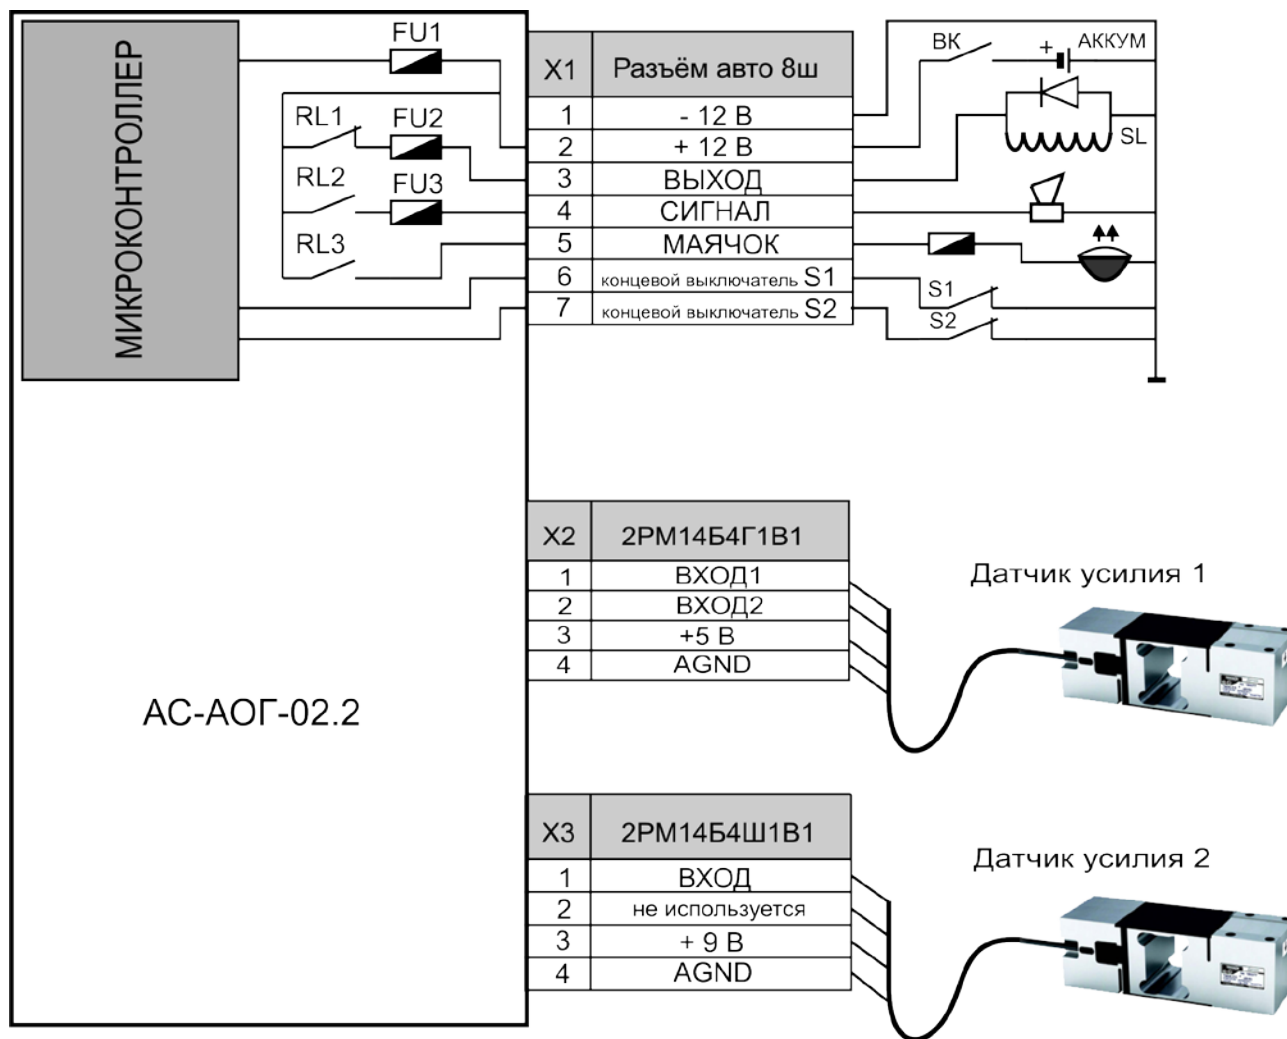 МИКРОКОНТРОЛЛЕР
FU1
RL1
FU2
RL2
FU3
RL3
X1 Разъём авто 8ш
1 - 12 В
2 + 12 В
3 ВЫХОД
4 СИГНАЛ
5 МАЯЧОК
6 концевой выключатель S1
7 концевой выключатель S2
ВК
+ АККУМ
SL
S1
S2
X2 2РМ14Б4Г1В1
1 ВХОД1
2 ВХОД2
3 +5 В
4 AGND
Датчик усилия 1
АС-АОГ-02.2
X3 2РМ14Б4Ш1В1
1 ВХОД
2 не используется
3 + 9 В
4 AGND
Датчик усилия 2